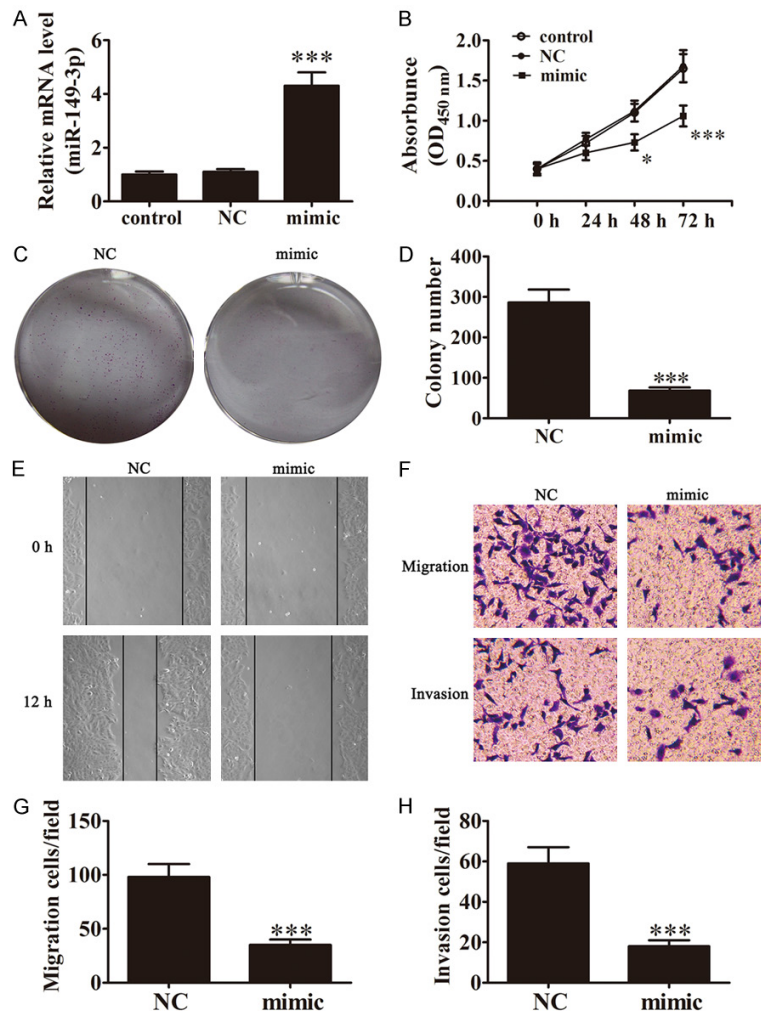 A
Relative mRNA level
(miR-149-3p)
6
4
2
0
***
control
NC
mimic
B
Absorbunce
(OD450 nm)
2.0
1.5
1.0
0.5
0.0
control
NC
mimic
*
***
0 h
24 h
48 h
72 h
C
NC
mimic
D
Colony number
400
300
200
100
0
***
NC
mimic
E
NC
mimic
0 h
12 h
F
NC
mimic
Migration
Invasion
G
Migration cells/field
150
100
50
0
***
NC
mimic
H
Invasion cells/field
80
60
40
20
0
***
NC
mimic